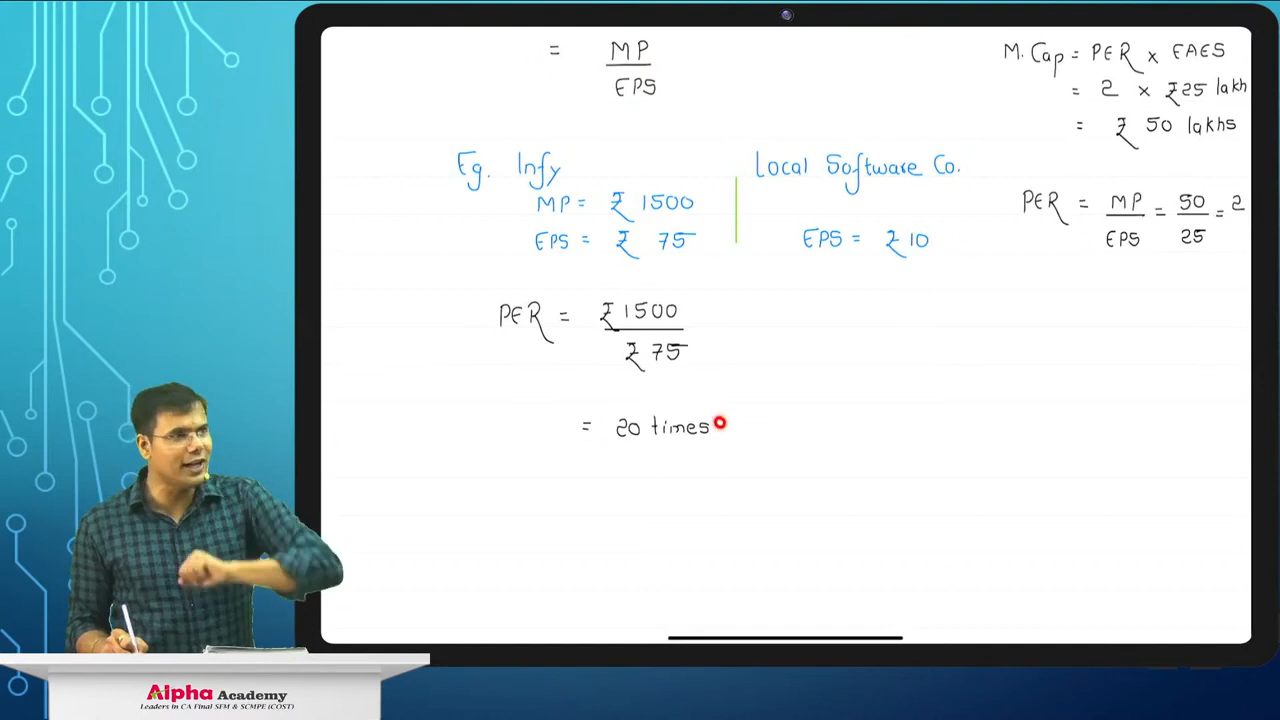 = MP
EPS
M. Cap = PER × EAES
= 2 × ₹25 lakh
= ₹ 50 lakhs
Eg. Infy
MP = ₹ 1500
EPS = ₹ 75
Local Software Co.
EPS = ₹ 10
PER = MP = 50 = 2
EPS 25
PER = ₹1500
₹ 75
= 20 times
Alpha Academy
Leaders in CA Final SFM & SCMPE (COST)